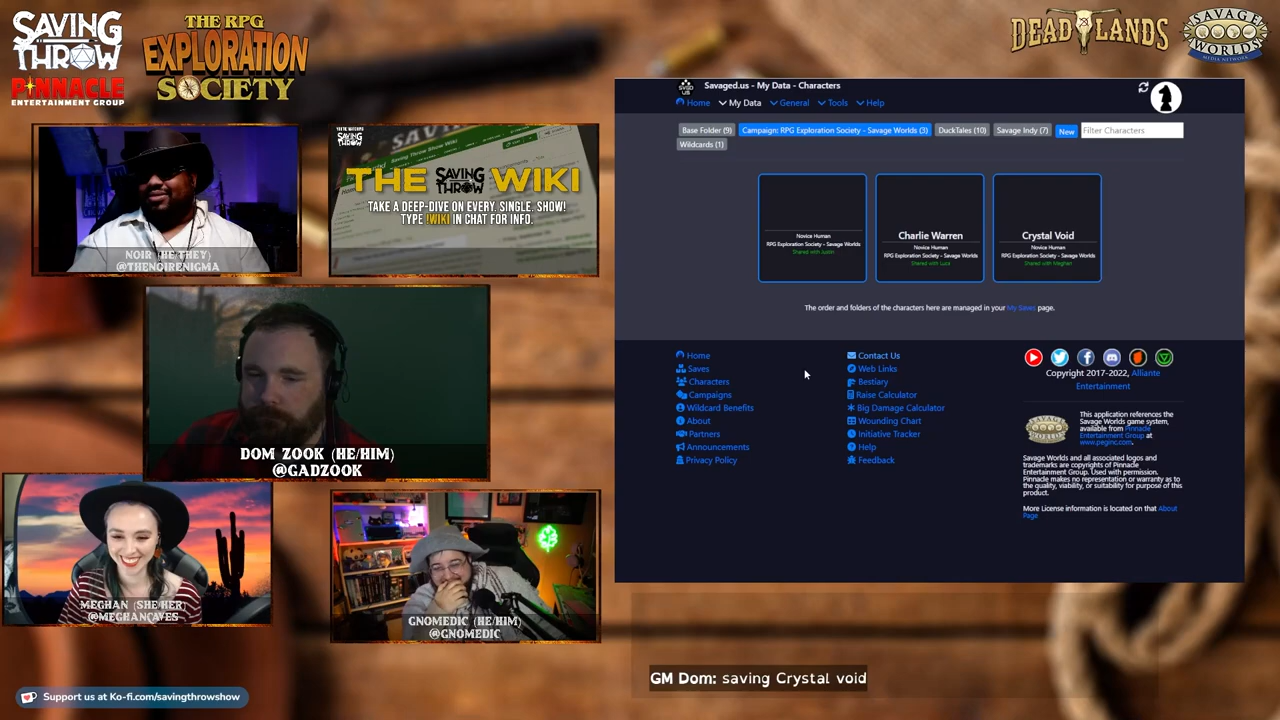 SAVING
THROW
PINNACLE
ENTERTAINMENT GROUP
THE RPG
EXPLORATION
SOCIETY
DEADLANDS
SAVAGE
WORLDS
NOIR (HE/THEY)
@THENOIRENIGMA
THE SAVING THROW WIKI
TAKE A DEEP-DIVE ON EVERY. SINGLE. SHOW!
TYPE !WIKI IN CHAT FOR INFO.
DOM ZOOK (HE/HIM)
@GADZOOK
MEGHAN (SHE/HER)
@MEGHANCAVES
GNOMEDIC (HE/HIM)
@GNOMEDIC
Support us at Ko-fi.com/savingthrowshow
Savaged.us - My Data - Characters
Home My Data General Tools Help
Base Folder (9) Campaign: RPG Exploration Society - Savage Worlds (3) DuckTales (10) Savage Indy (7) New Filter Characters
Wildcards (1)
Novice Human
RPG Exploration Society - Savage Worlds
Shared with Justin
Charlie Warren
Novice Human
RPG Exploration Society - Savage Worlds
Shared with Luca
Crystal Void
Novice Human
RPG Exploration Society - Savage Worlds
Shared with Meghan
The order and folders of the characters here are managed in your My Saves page.
Home
Saves
Characters
Campaigns
Wildcard Benefits
About
Partners
Announcements
Privacy Policy
Contact Us
Web Links
Bestiary
Raise Calculator
Big Damage Calculator
Wounding Chart
Initiative Tracker
Help
Feedback
Copyright 2017-2022, Alliante
Entertainment
This application references the
Savage Worlds game system,
available from Pinnacle
Entertainment Group at
www.peginc.com.
Savage Worlds and all associated logos and
trademarks are copyrights of Pinnacle
Entertainment Group. Used with permission.
Pinnacle makes no representation or warranty as to
the quality, viability, or suitability for purpose of this
product.
More License information is located on that About
Page
GM Dom: saving Crystal void